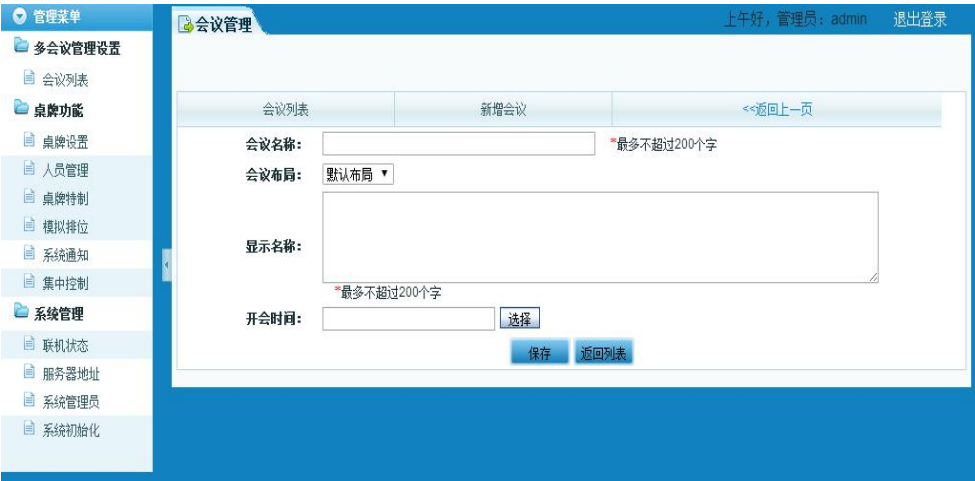 管理菜单
多会议管理设置
会议列表
桌牌功能
桌牌设置
人员管理
桌牌特制
模拟排位
系统通知
集中控制
系统管理
联机状态
服务器地址
系统管理员
系统初始化
会议管理
上午好，管理员：admin 退出登录
会议列表 新增会议 <<返回上一页
会议名称： *最多不超过200个字
会议布局： 默认布局
显示名称：
*最多不超过200个字
开会时间： 选择
保存 返回列表